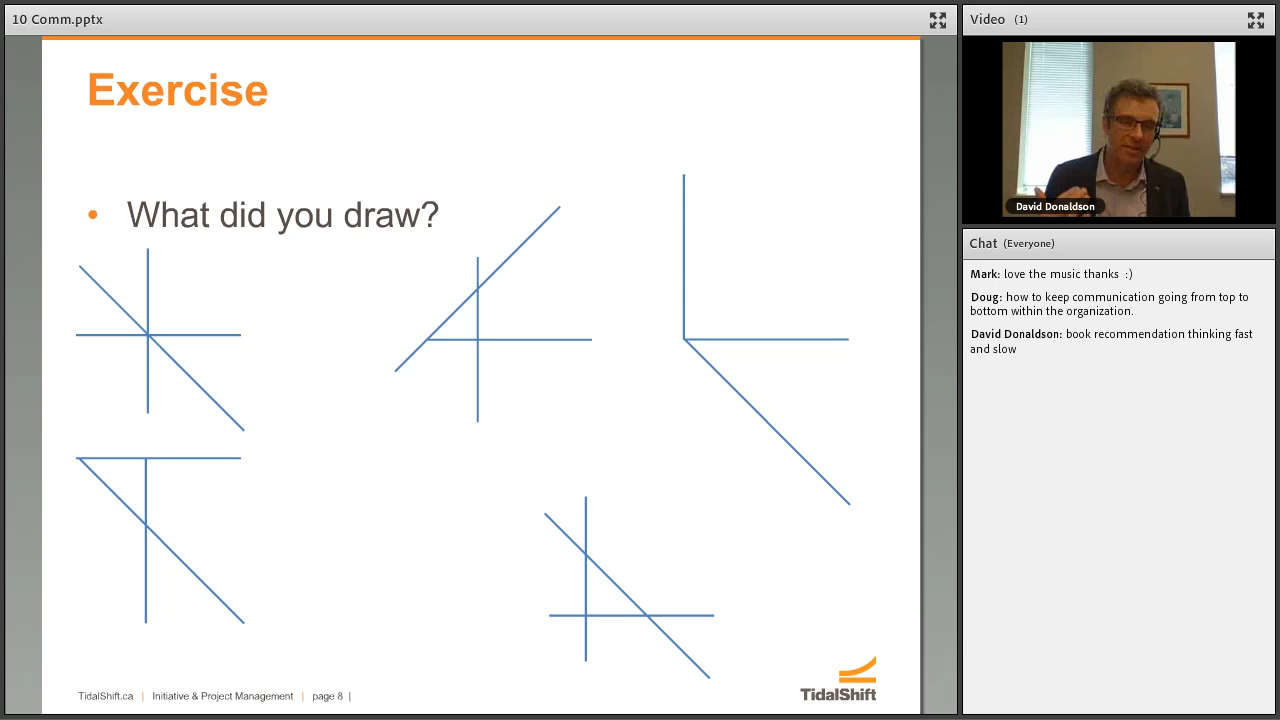 10 Comm.pptx
Exercise
• What did you draw?
TidalShift.ca | Initiative & Project Management | page 8 |
TidalShift
Video (1)
David Donaldson
Chat (Everyone)
Mark: love the music thanks :)
Doug: how to keep communication going from top to
bottom within the organization.
David Donaldson: book recommendation thinking fast
and slow